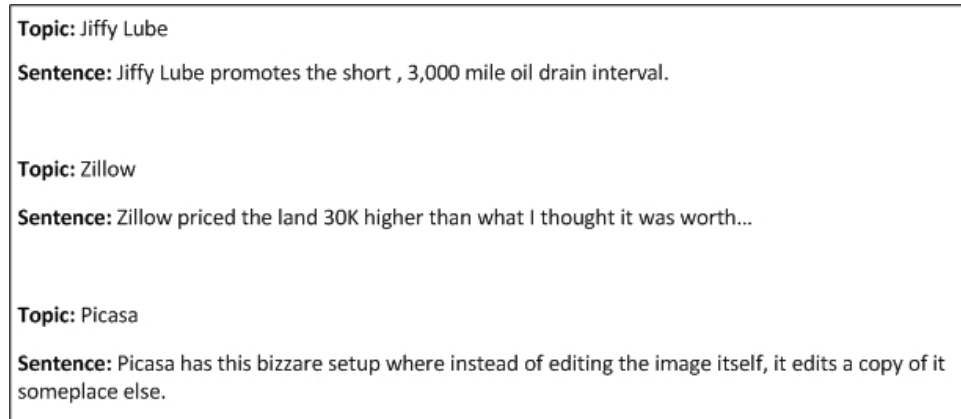 Topic: Jiffy Lube
Sentence: Jiffy Lube promotes the short , 3,000 mile oil drain interval.
Topic: Zillow
Sentence: Zillow priced the land 30K higher than what I thought it was worth...
Topic: Picasa
Sentence: Picasa has this bizzare setup where instead of editing the image itself, it edits a copy of it
someplace else.